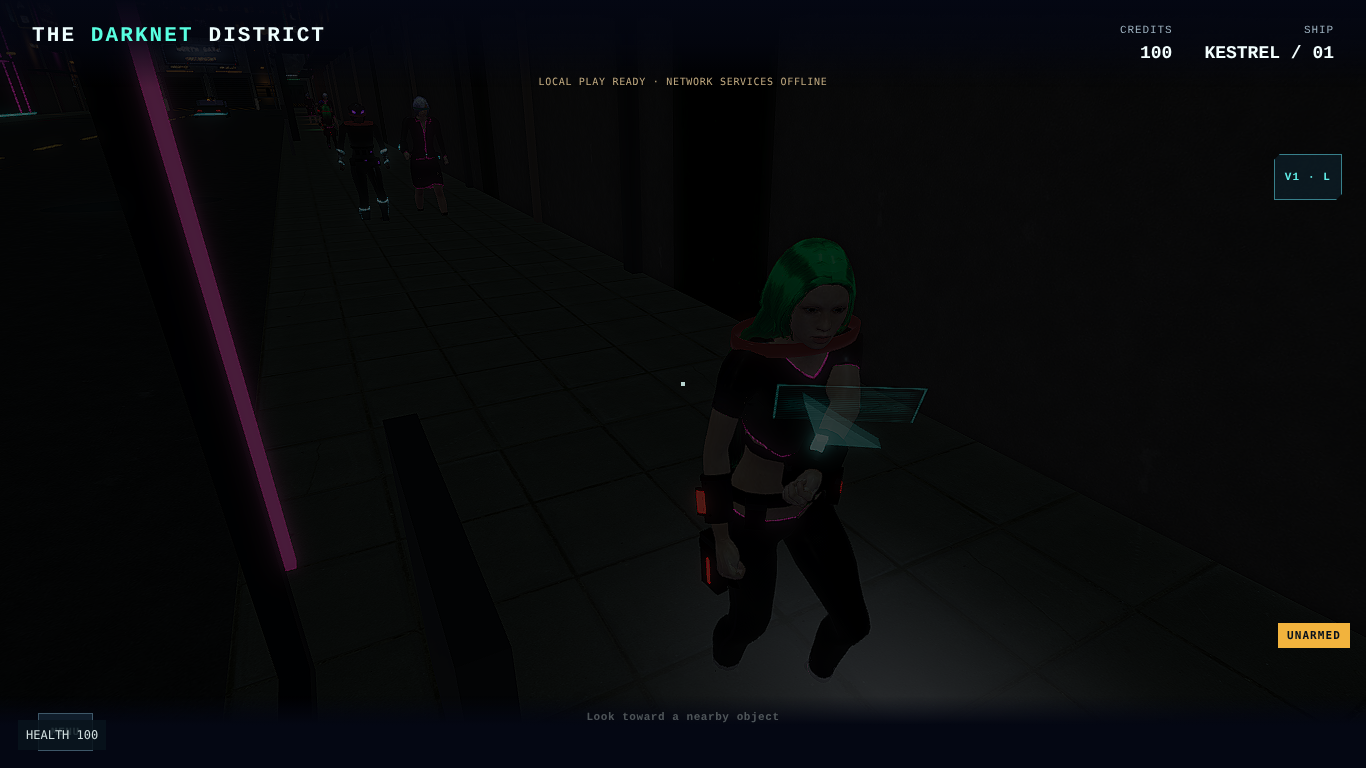 THE DARKNET DISTRICT
CREDITS
100
SHIP
KESTREL / 01
LOCAL PLAY READY · NETWORK SERVICES OFFLINE
V1 · L
UNARMED
Look toward a nearby object
HEALTH 100